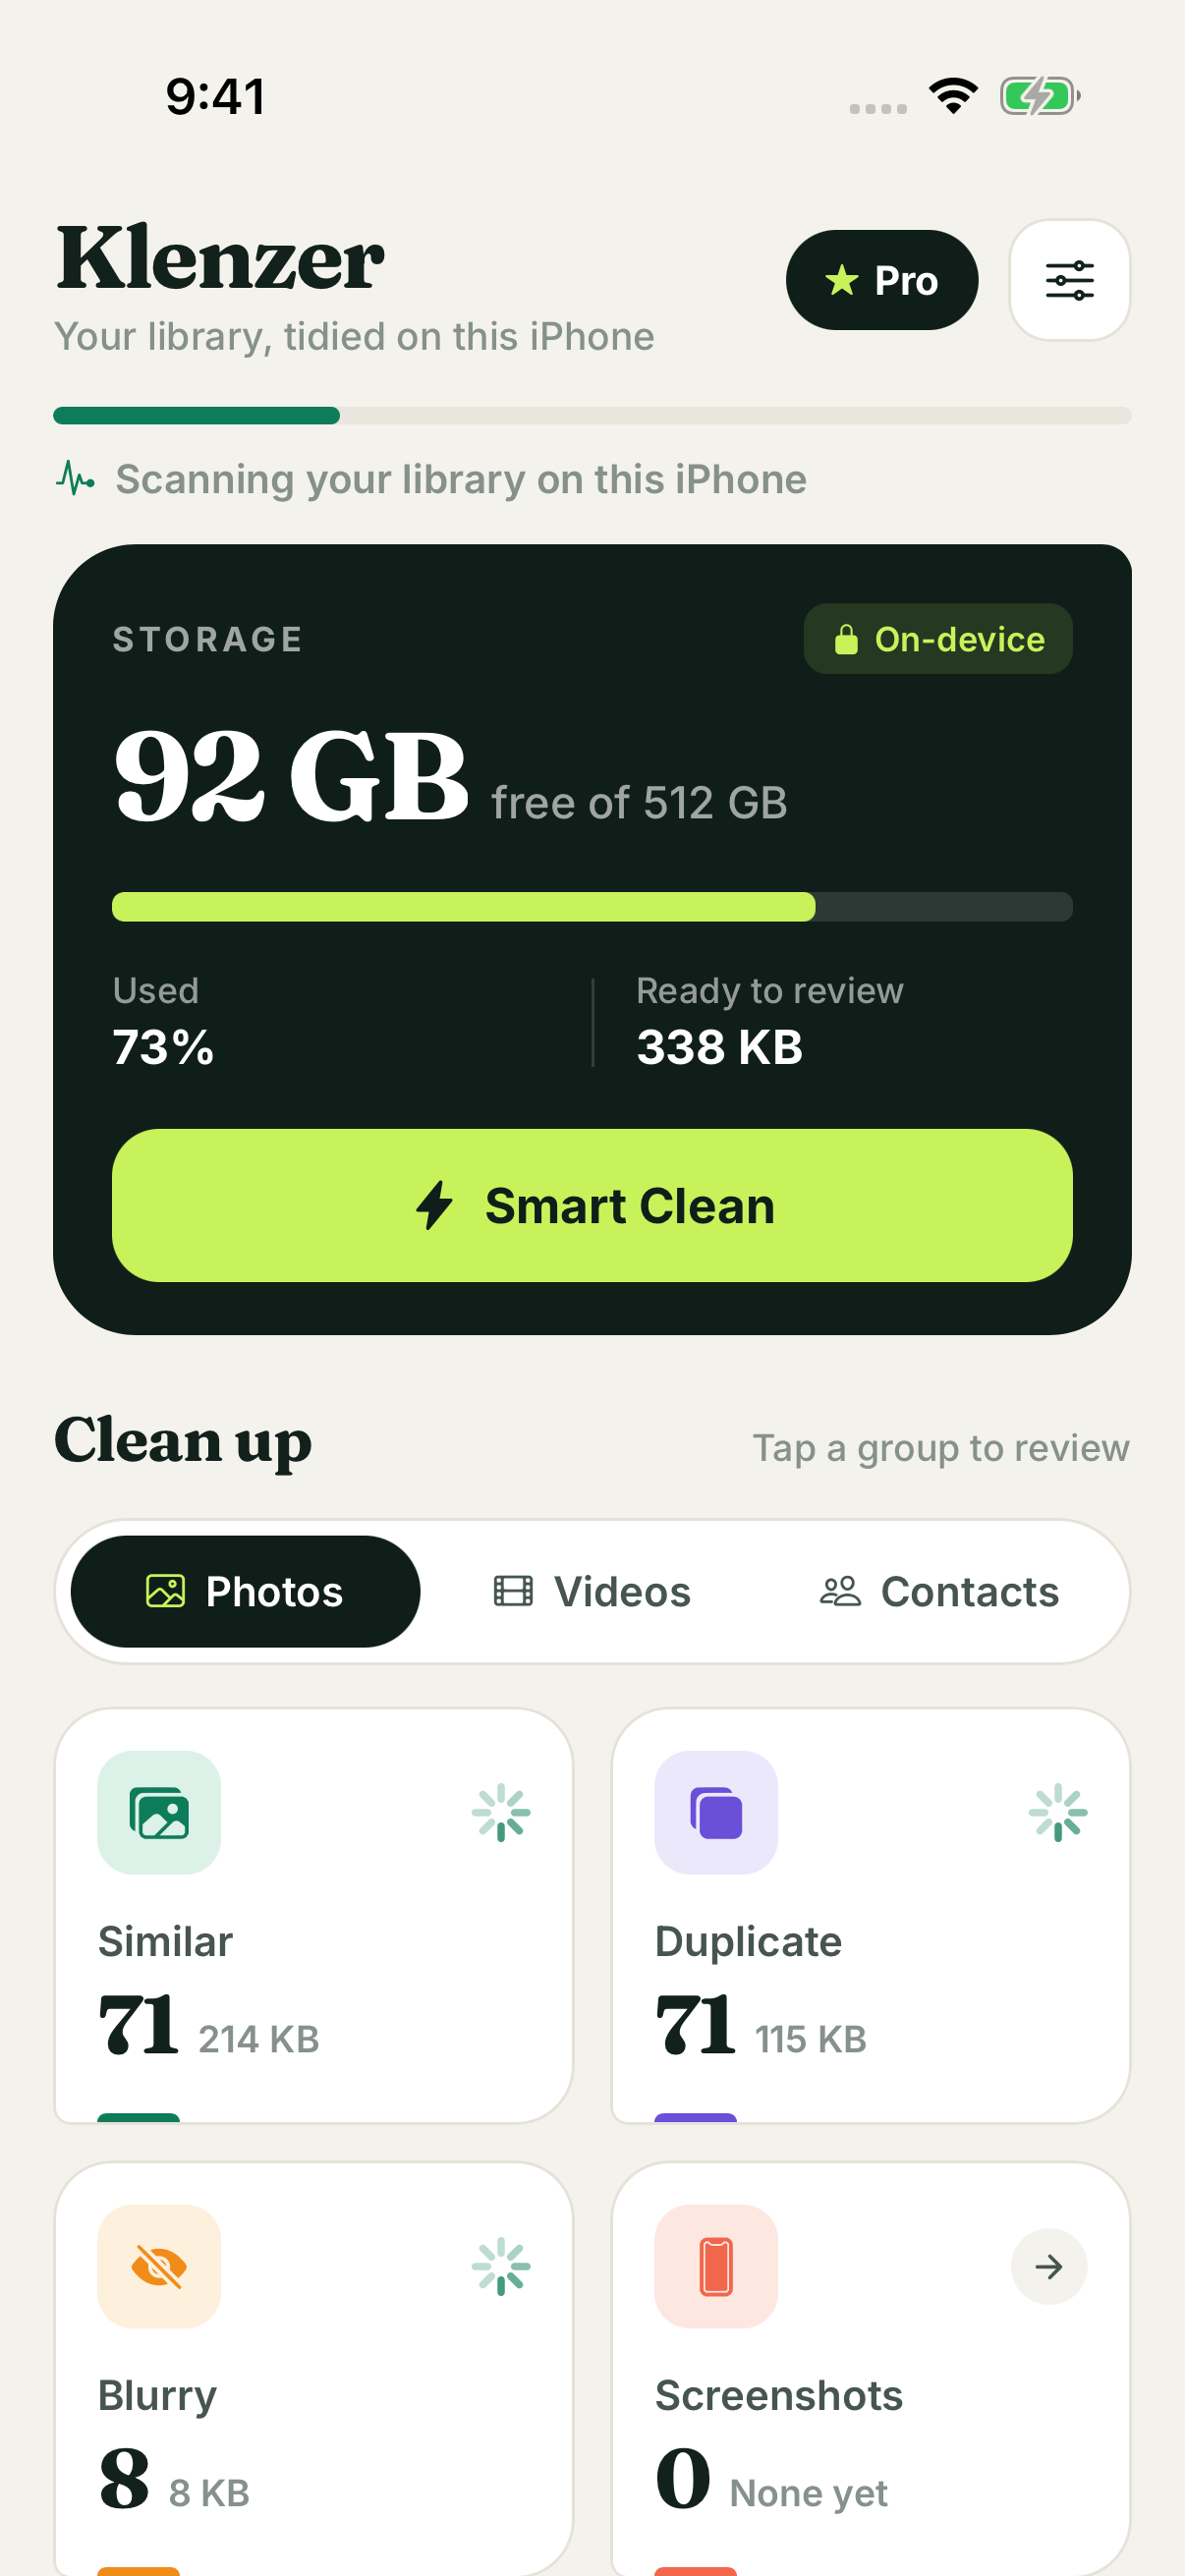 9:41
Klenzer
Pro
Your library, tidied on this iPhone
Scanning your library on this iPhone
STORAGE
On-device
92 GB free of 512 GB
Used
73%
Ready to review
338 KB
Smart Clean
Clean up
Tap a group to review
Photos
Videos
Contacts
Similar
71 214 KB
Duplicate
71 115 KB
Blurry
8 8 KB
Screenshots
0 None yet